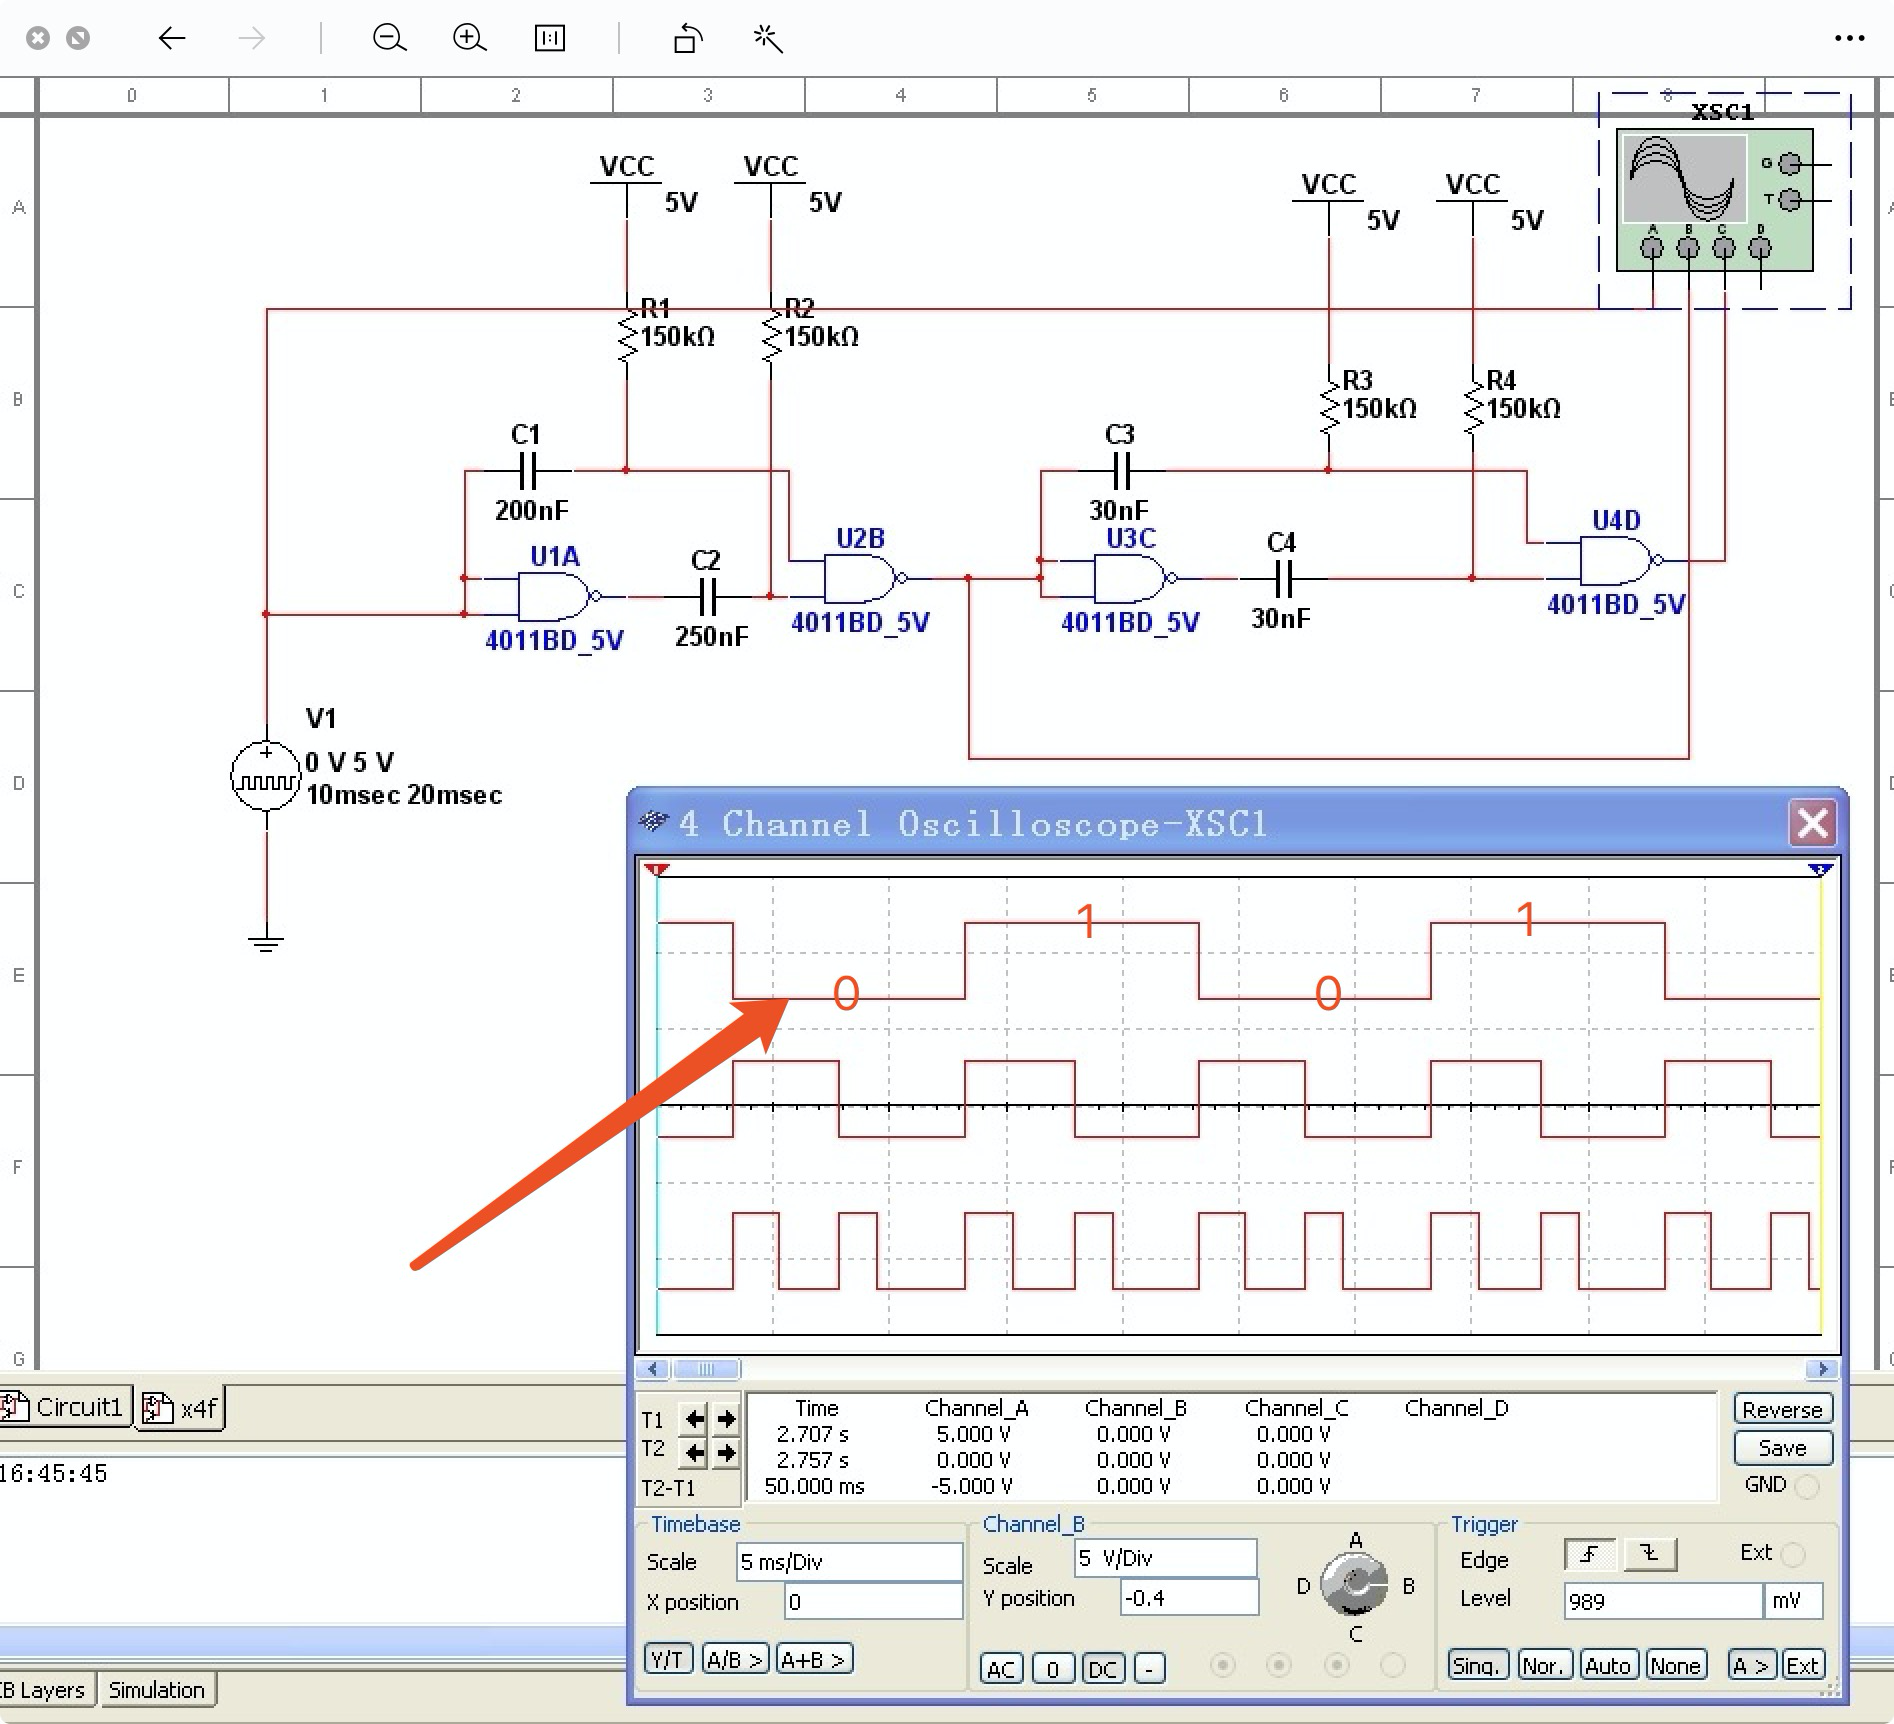 0 1 2 3 4 5 6 7 8
XSC1
G
T
A B C D
VCC VCC
5V 5V
VCC VCC
5V 5V
A
R1 R2
150kΩ 150kΩ
R3 R4
150kΩ 150kΩ
B
C1
200nF
C3
30nF
U1A
4011BD_5V
C2
250nF
U2B
4011BD_5V
U3C
4011BD_5V
C4
30nF
U4D
4011BD_5V
C
V1
0 V 5 V
10msec 20msec
D
E
F
G
4 Channel Oscilloscope-XSC1
0 1 0 1
Circuit1 x4f
16:45:45
B Layers Simulation
T1
T2
T2-T1
Time Channel_A Channel_B Channel_C Channel_D
2.707 s 5.000 V 0.000 V 0.000 V
2.757 s 0.000 V 0.000 V 0.000 V
50.000 ms -5.000 V 0.000 V 0.000 V
Reverse
Save
GND
Timebase
Scale 5 ms/Div
X position 0
Y/T A/B > A+B >
Channel_B
Scale 5 V/Div
Y position -0.4
AC 0 DC -
A
D B
C
Trigger
Edge Ext
Level 989 mV
Sing. Nor. Auto None A > Ext